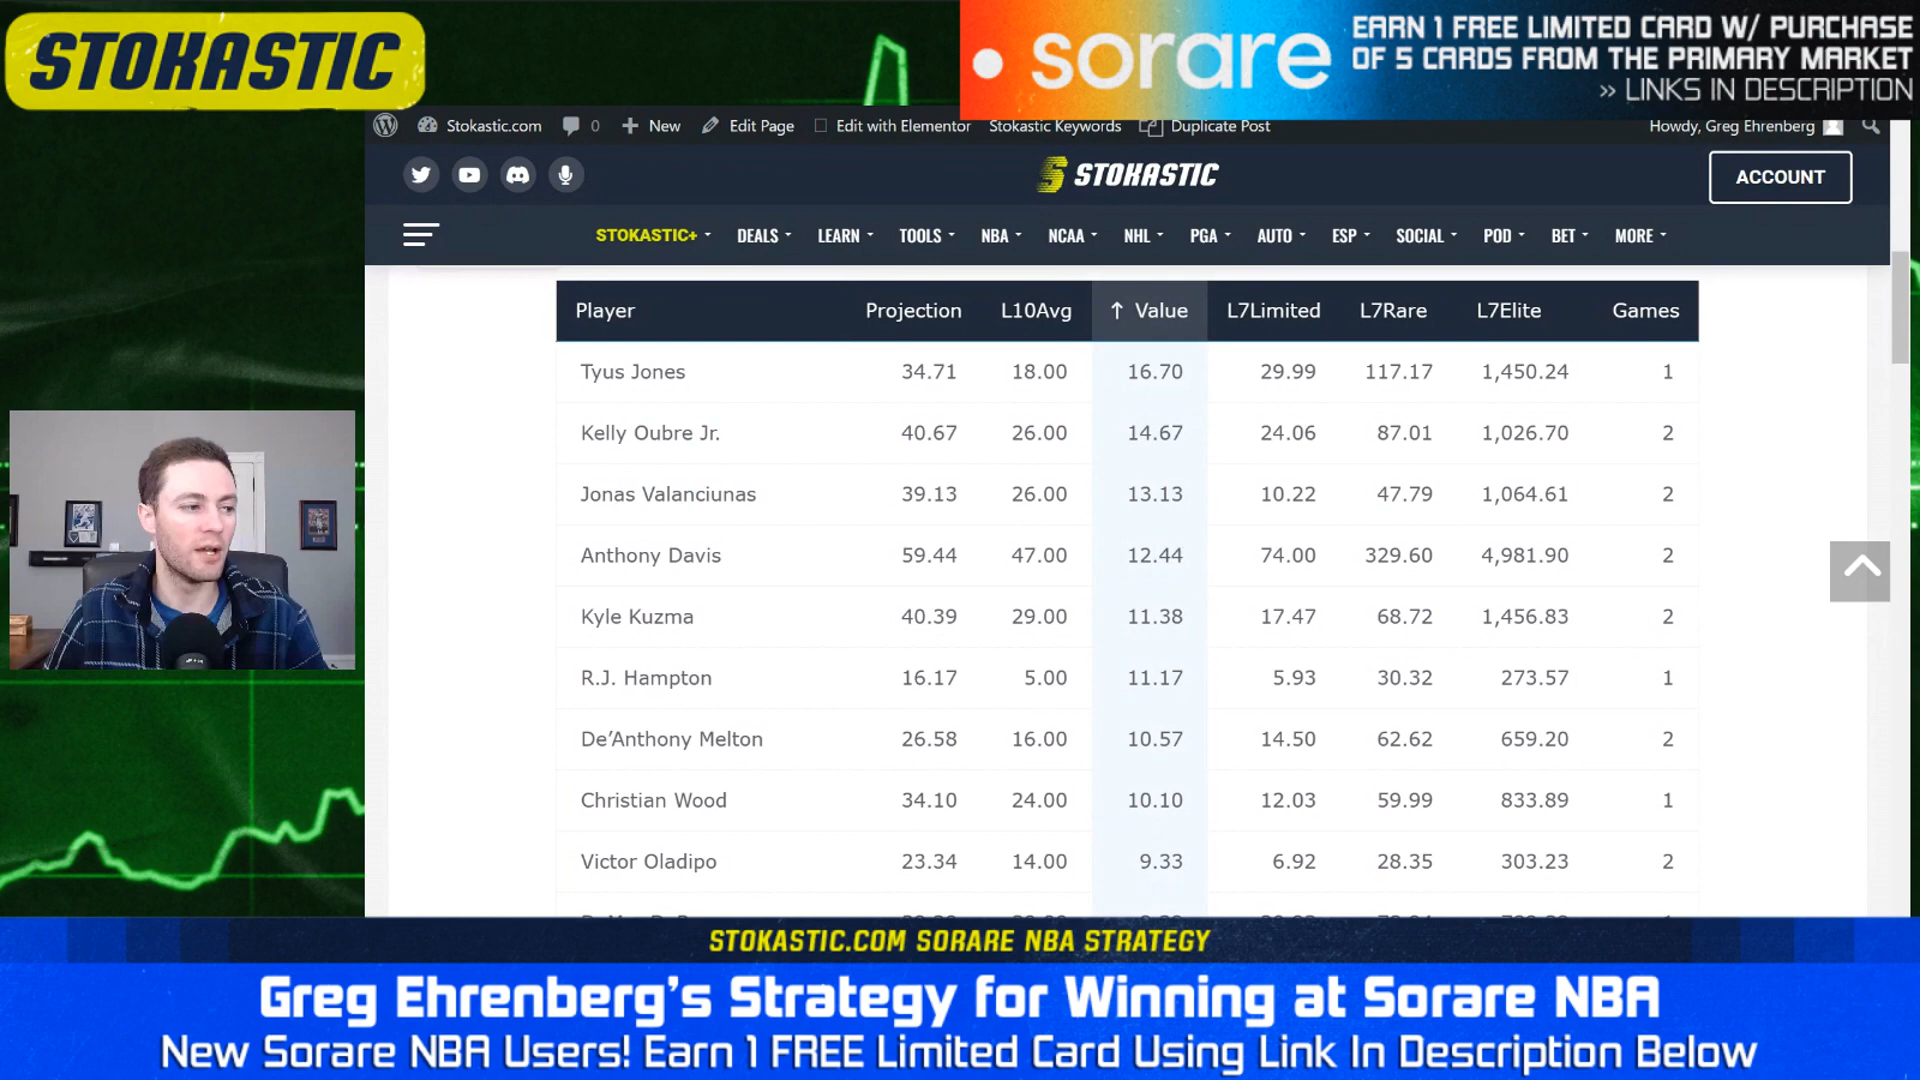 STOKASTIC
sorare
EARN 1 FREE LIMITED CARD W/ PURCHASE
OF 5 CARDS FROM THE PRIMARY MARKET
>> LINKS IN DESCRIPTION
Stokastic.com 0 New Edit Page Edit with Elementor Stokastic Keywords Duplicate Post Howdy, Greg Ehrenberg
STOKASTIC
ACCOUNT
STOKASTIC+ DEALS LEARN TOOLS NBA NCAA NHL PGA AUTO ESP SOCIAL POD BET MORE
Player Projection L10Avg ↑ Value L7Limited L7Rare L7Elite Games
Tyus Jones 34.71 18.00 16.70 29.99 117.17 1,450.24 1
Kelly Oubre Jr. 40.67 26.00 14.67 24.06 87.01 1,026.70 2
Jonas Valanciunas 39.13 26.00 13.13 10.22 47.79 1,064.61 2
Anthony Davis 59.44 47.00 12.44 74.00 329.60 4,981.90 2
Kyle Kuzma 40.39 29.00 11.38 17.47 68.72 1,456.83 2
R.J. Hampton 16.17 5.00 11.17 5.93 30.32 273.57 1
De’Anthony Melton 26.58 16.00 10.57 14.50 62.62 659.20 2
Christian Wood 34.10 24.00 10.10 12.03 59.99 833.89 1
Victor Oladipo 23.34 14.00 9.33 6.92 28.35 303.23 2
STOKASTIC.COM SORARE NBA STRATEGY
Greg Ehrenberg’s Strategy for Winning at Sorare NBA
New Sorare NBA Users! Earn 1 FREE Limited Card Using Link In Description Below